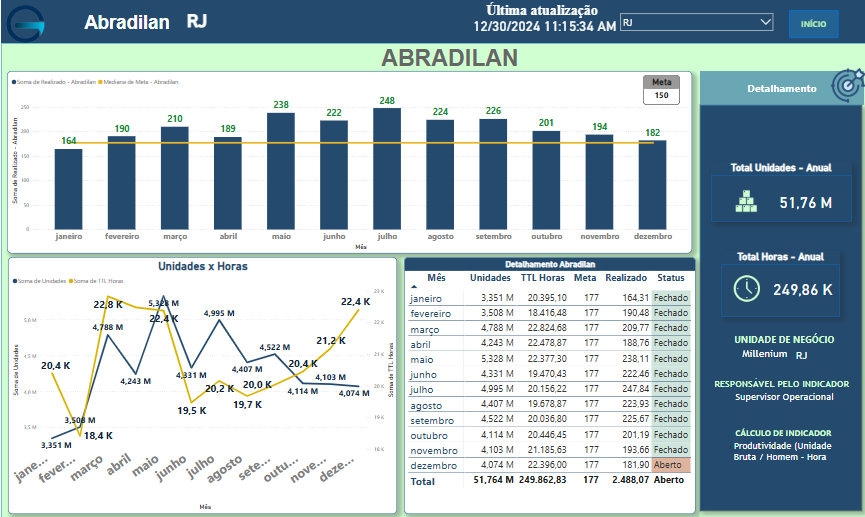 Abradilan RJ
Última atualização
12/30/2024 11:15:34 AM
RJ
INÍCIO
ABRADILAN
Soma de Realizado - Abradilan Mediana de Meta - Abradilan
Meta
150
Soma de Realizado - Abradilan
250
200
150
100
50
0
164 190 210 189 238 222 248 224 226 201 194 182
janeiro fevereiro março abril maio junho julho agosto setembro outubro novembro dezembro
Mês
Unidades x Horas
Soma de Unidades Soma de TTL Horas
Soma de Unidades
5,0 M
4,5 M
4,0 M
3,5 M
3,351 M
3,508 M
4,788 M
4,243 M
5,328 M
4,331 M
4,995 M
4,407 M
4,522 M
4,114 M
4,103 M
4,074 M
20,4 K
18,4 K
22,8 K
22,4 K
19,5 K
20,2 K
19,7 K
20,0 K
20,4 K
21,2 K
22,4 K
23 K
22 K
21 K
20 K
19 K
18 K
Soma de TTL Horas
jane... fever... março abril maio junho julho agosto sete... outu... nove... deze...
Mês
Detalhamento Abradilan
Mês Unidades TTL Horas Meta Realizado Status
janeiro 3,351 M 20.395,10 177 164,31 Fechado
fevereiro 3,508 M 18.416,48 177 190,48 Fechado
março 4,788 M 22.824,68 177 209,77 Fechado
abril 4,243 M 22.478,87 177 188,76 Fechado
maio 5,328 M 22.377,30 177 238,11 Fechado
junho 4,331 M 19.470,43 177 222,46 Fechado
julho 4,995 M 20.156,22 177 247,84 Fechado
agosto 4,407 M 19.678,87 177 223,93 Fechado
setembro 4,522 M 20.036,80 177 225,67 Fechado
outubro 4,114 M 20.446,45 177 201,19 Fechado
novembro 4,103 M 21.185,63 177 193,66 Fechado
dezembro 4,074 M 22.396,00 177 181,90 Aberto
Total 51,764 M 249.862,83 177 2.488,07 Aberto
Detalhamento
Total Unidades - Anual
51,76 M
Total Horas - Anual
249,86 K
UNIDADE DE NEGÓCIO
Millenium RJ
RESPONSÁVEL PELO INDICADOR
Supervisor Operacional
CÁLCULO DE INDICADOR
Produtividade (Unidade
Bruta / Homem - Hora